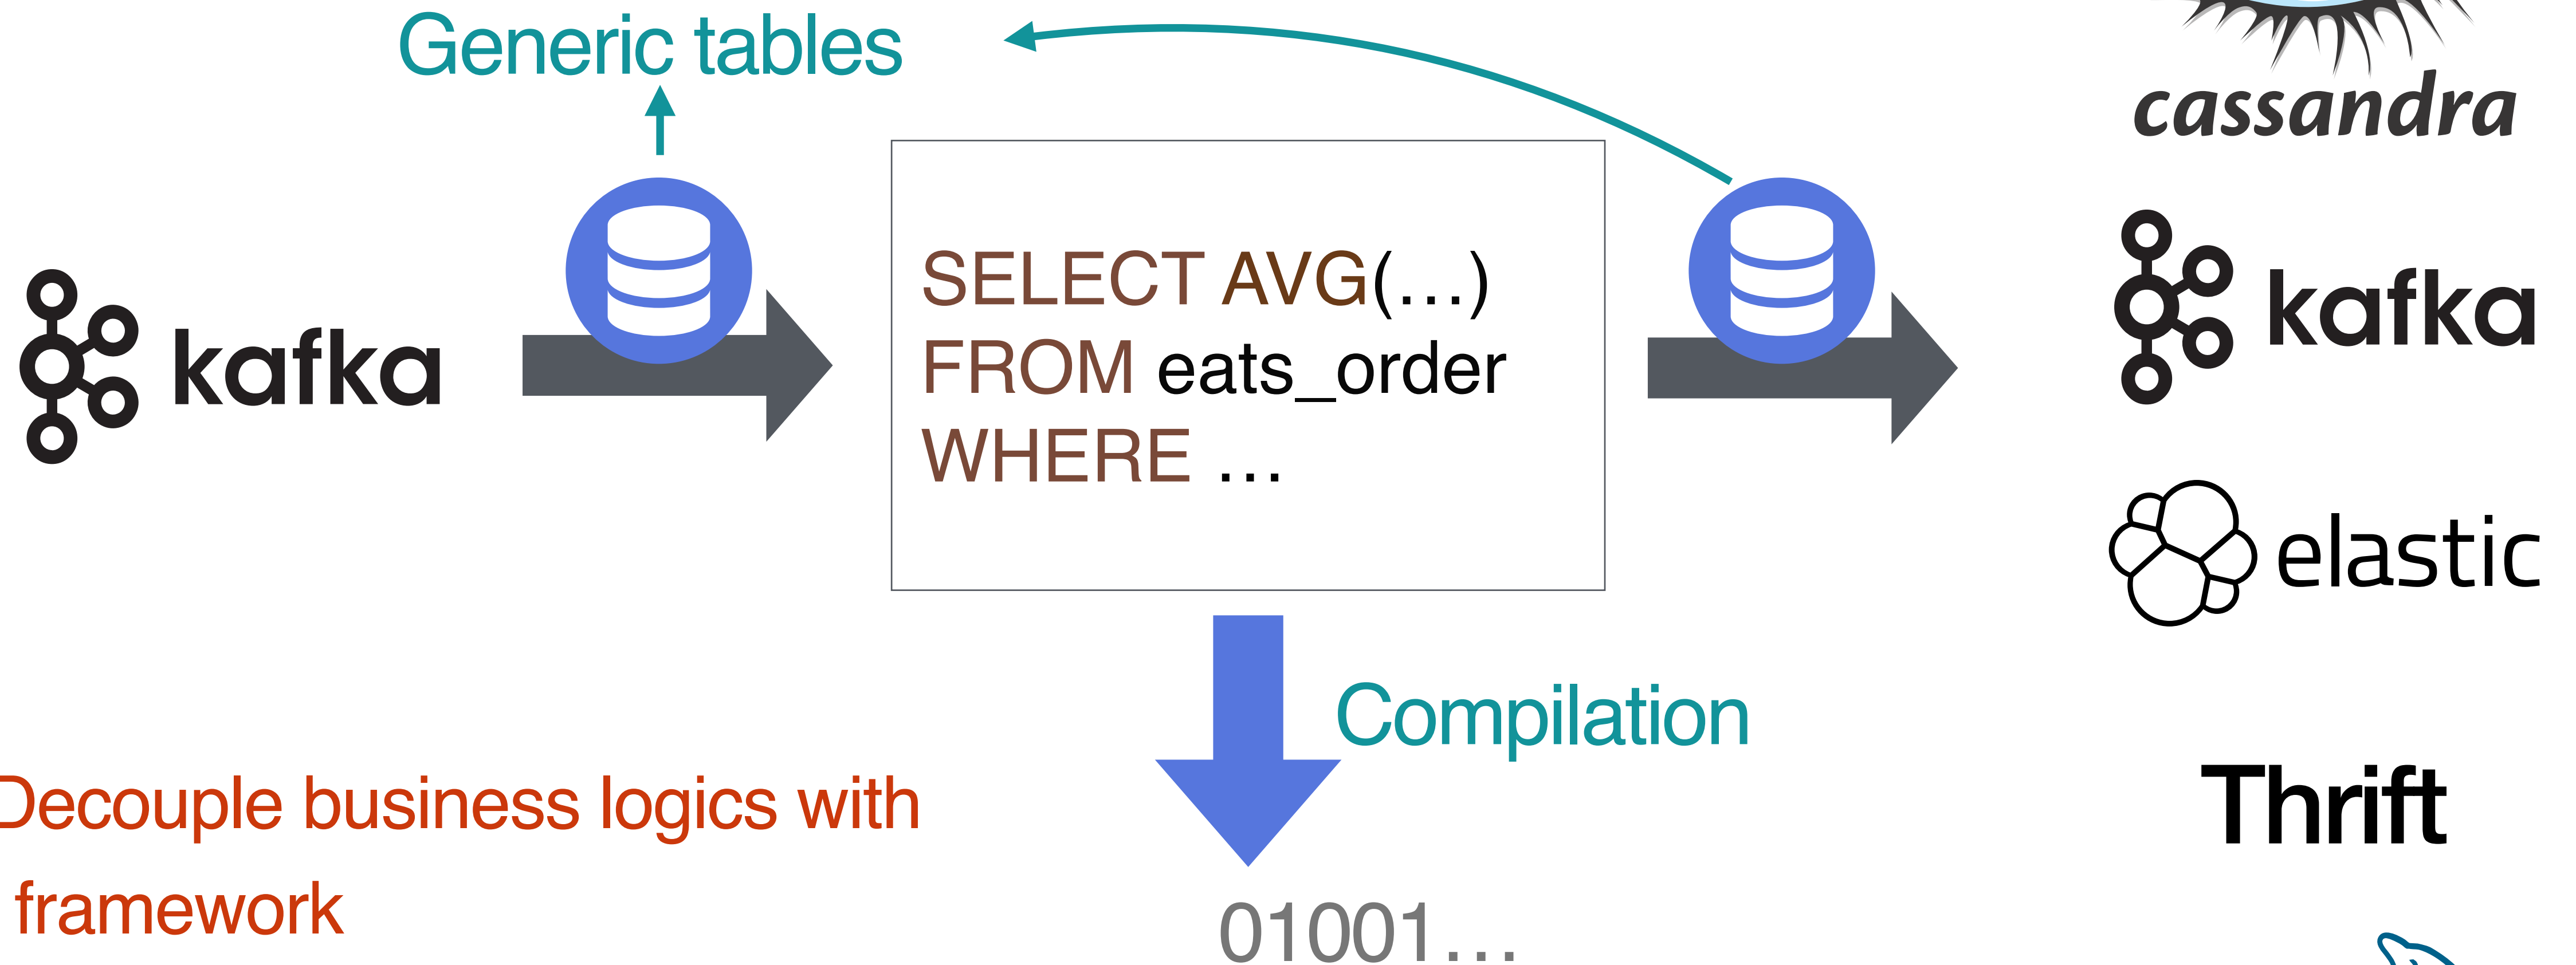 Generic tables
cassandra
kafka
SELECT AVG(...)
FROM eats_order
WHERE ...
kafka
elastic
Compilation
Thrift
Decouple business logics with
framework
01001...